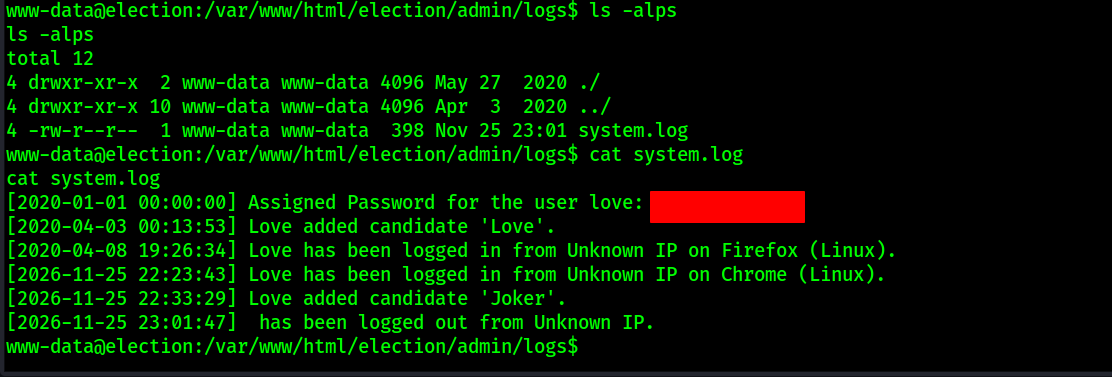 www-data@election:/var/www/html/election/admin/logs$ ls -alps
ls -alps
total 12
4 drwxr-xr-x  2 www-data www-data 4096 May 27  2020 ./
4 drwxr-xr-x 10 www-data www-data 4096 Apr  3  2020 ../
4 -rw-r--r--  1 www-data www-data  398 Nov 25 23:01 system.log
www-data@election:/var/www/html/election/admin/logs$ cat system.log
cat system.log
[2020-01-01 00:00:00] Assigned Password for the user love:
[2020-04-03 00:13:53] Love added candidate 'Love'.
[2020-04-08 19:26:34] Love has been logged in from Unknown IP on Firefox (Linux).
[2026-11-25 22:23:43] Love has been logged in from Unknown IP on Chrome (Linux).
[2026-11-25 22:33:29] Love added candidate 'Joker'.
[2026-11-25 23:01:47]  has been logged out from Unknown IP.
www-data@election:/var/www/html/election/admin/logs$